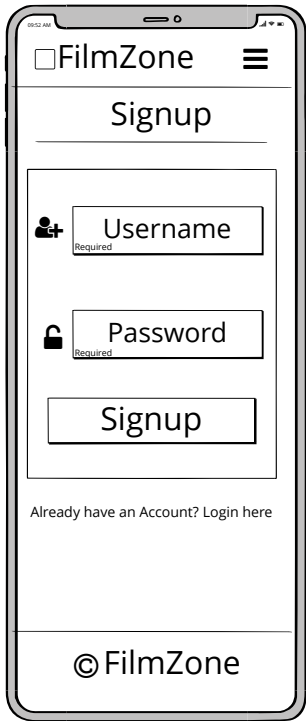 09:52 AM
FilmZone
Signup
Username
Required
Password
Required
Signup
Already have an Account? Login here
© FilmZone